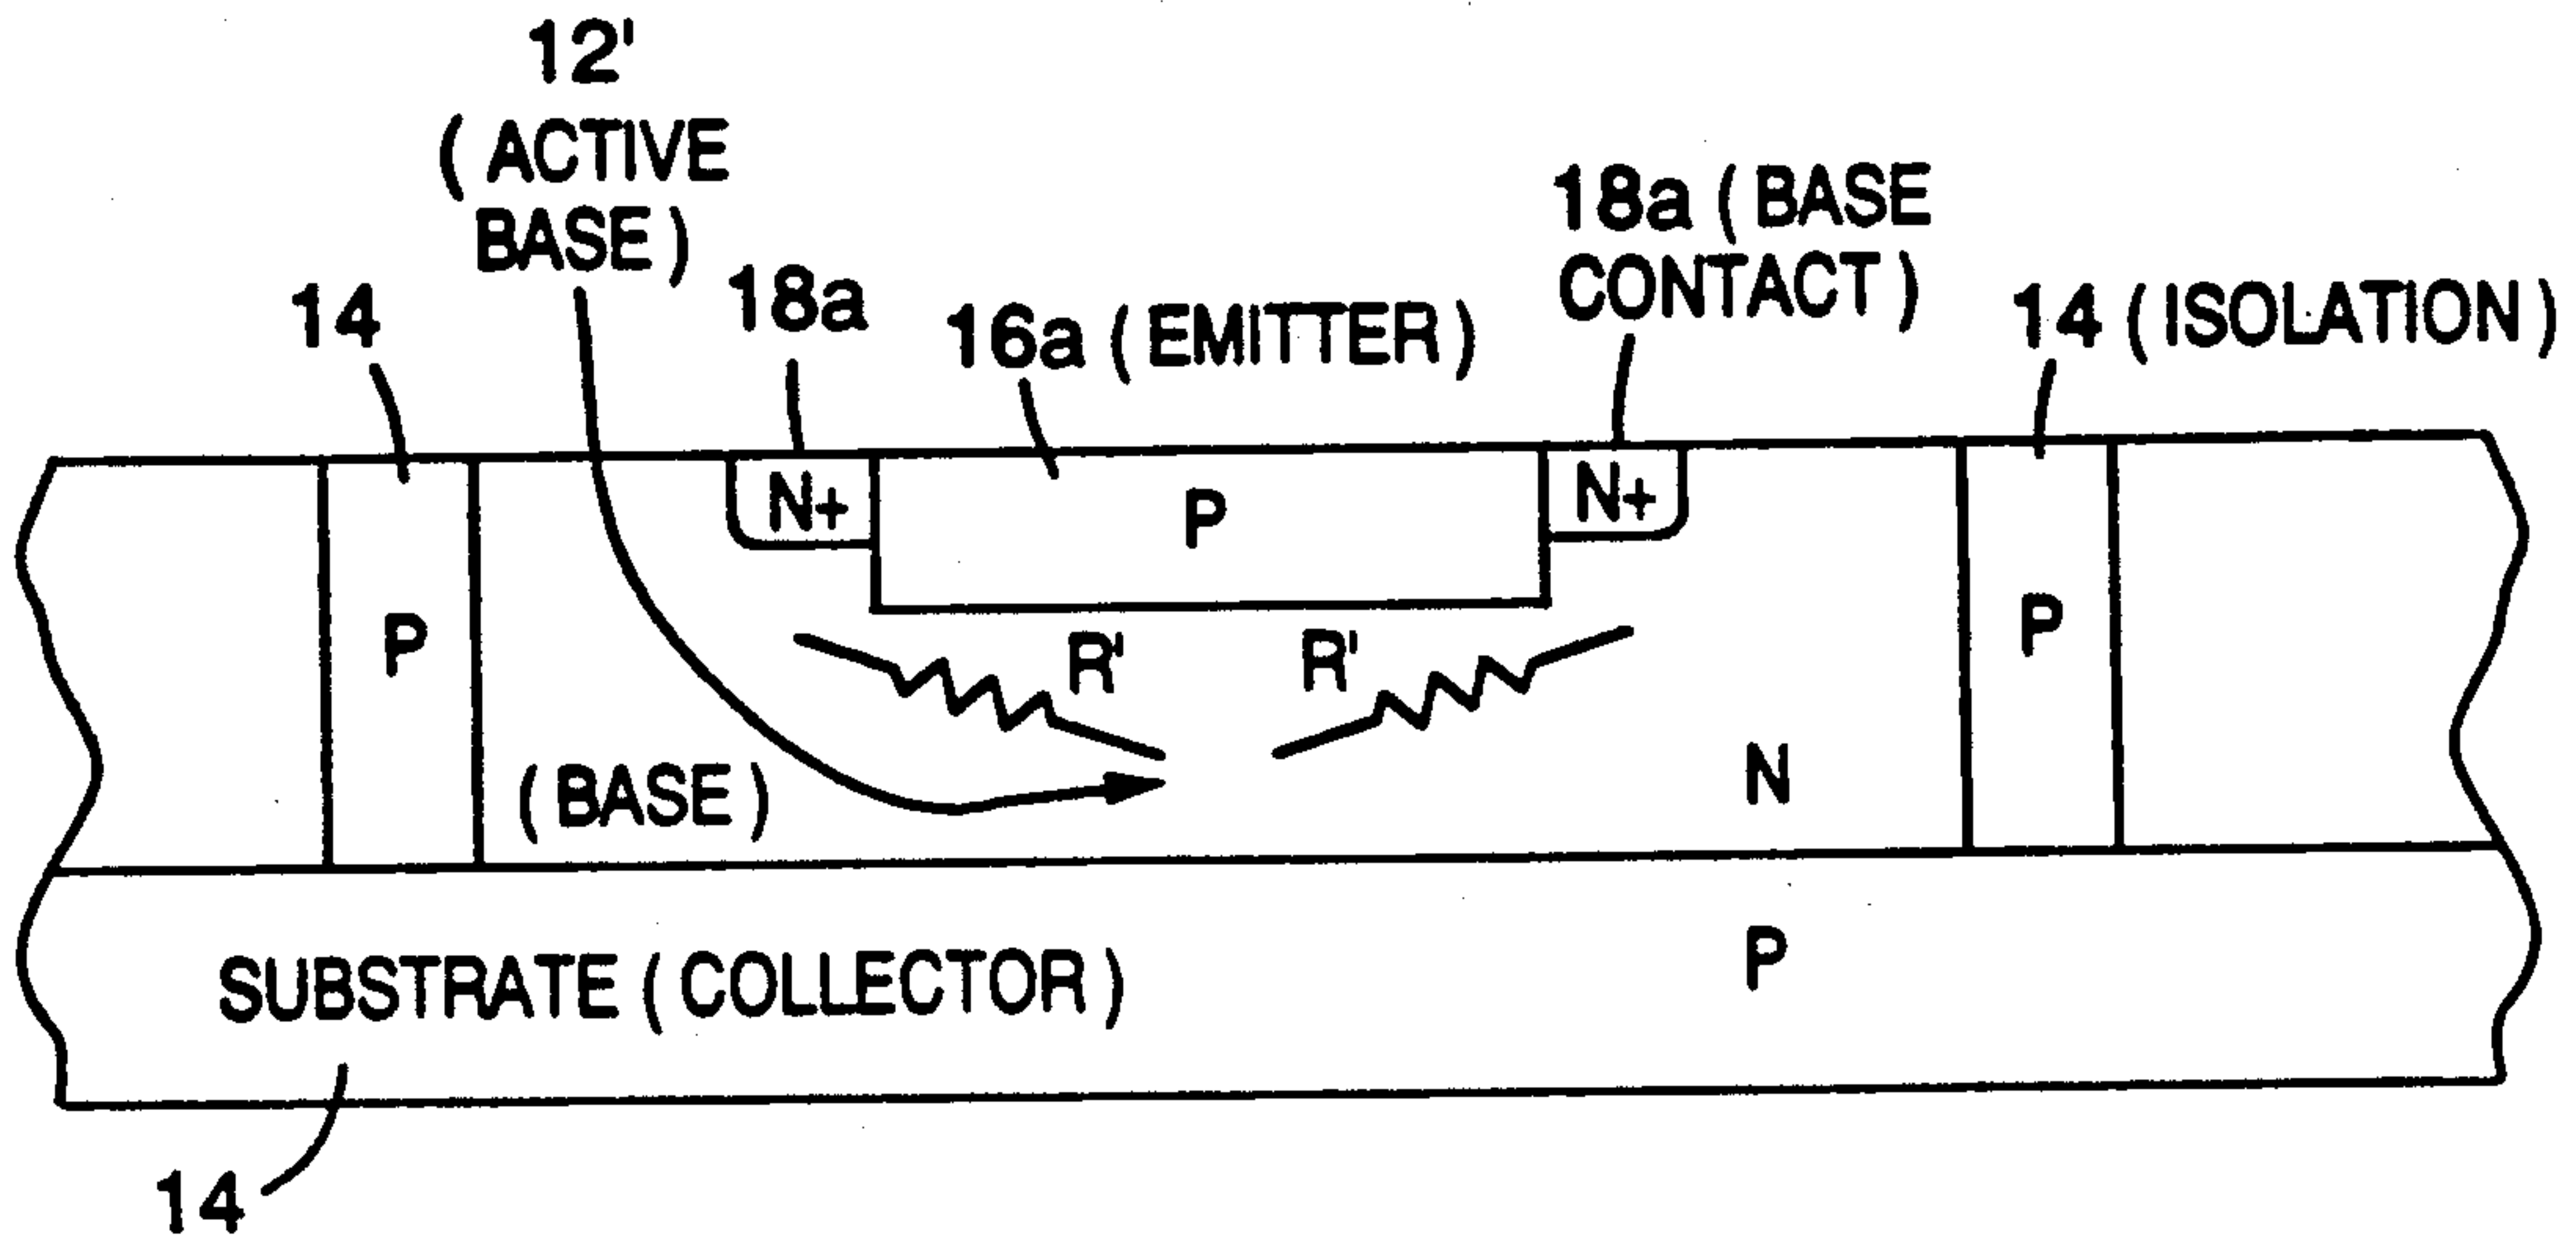 12'
( ACTIVE
BASE )
18a ( BASE
CONTACT )
14
18a
16a ( EMITTER )
14 ( ISOLATION )
N+
P
N+
P
R'
R'
P
( BASE )
N
SUBSTRATE ( COLLECTOR )
P
14